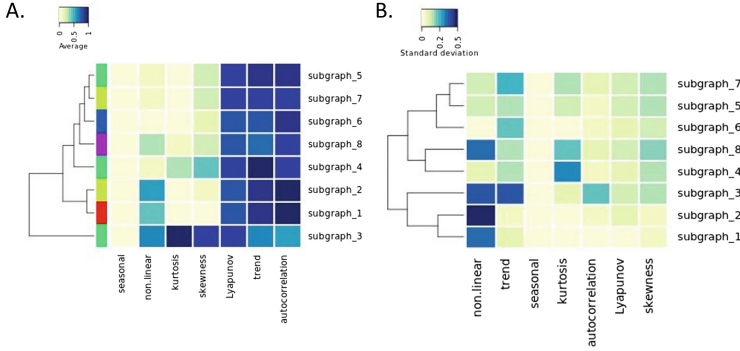 A.
0 0.5 1
Average
subgraph_5
subgraph_7
subgraph_6
subgraph_8
subgraph_4
subgraph_2
subgraph_1
subgraph_3
seasonal
non.linear
kurtosis
skewness
Lyapunov
trend
autocorrelation
B.
0 0.2 0.5
Standard deviation
subgraph_7
subgraph_5
subgraph_6
subgraph_8
subgraph_4
subgraph_3
subgraph_2
subgraph_1
non.linear
trend
seasonal
kurtosis
autocorrelation
Lyapunov
skewness